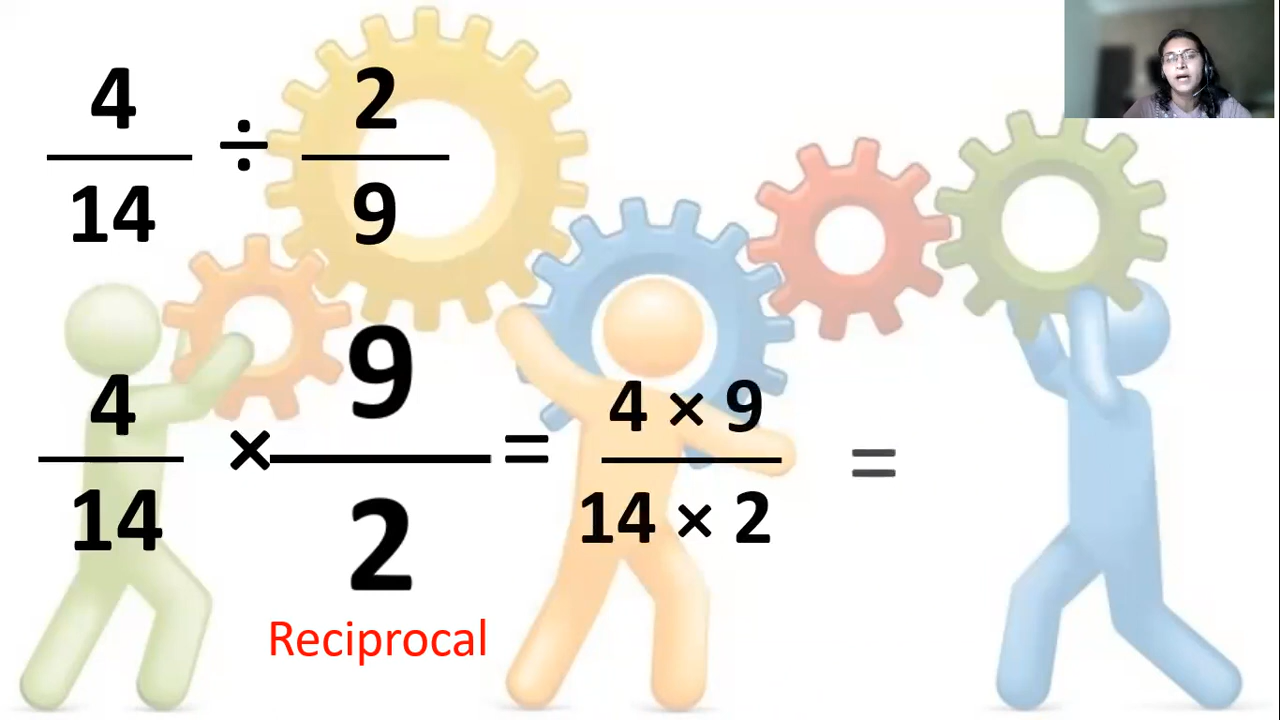 4/14 ÷ 2/9
4/14 × 9/2 = (4 × 9)/(14 × 2) =
Reciprocal